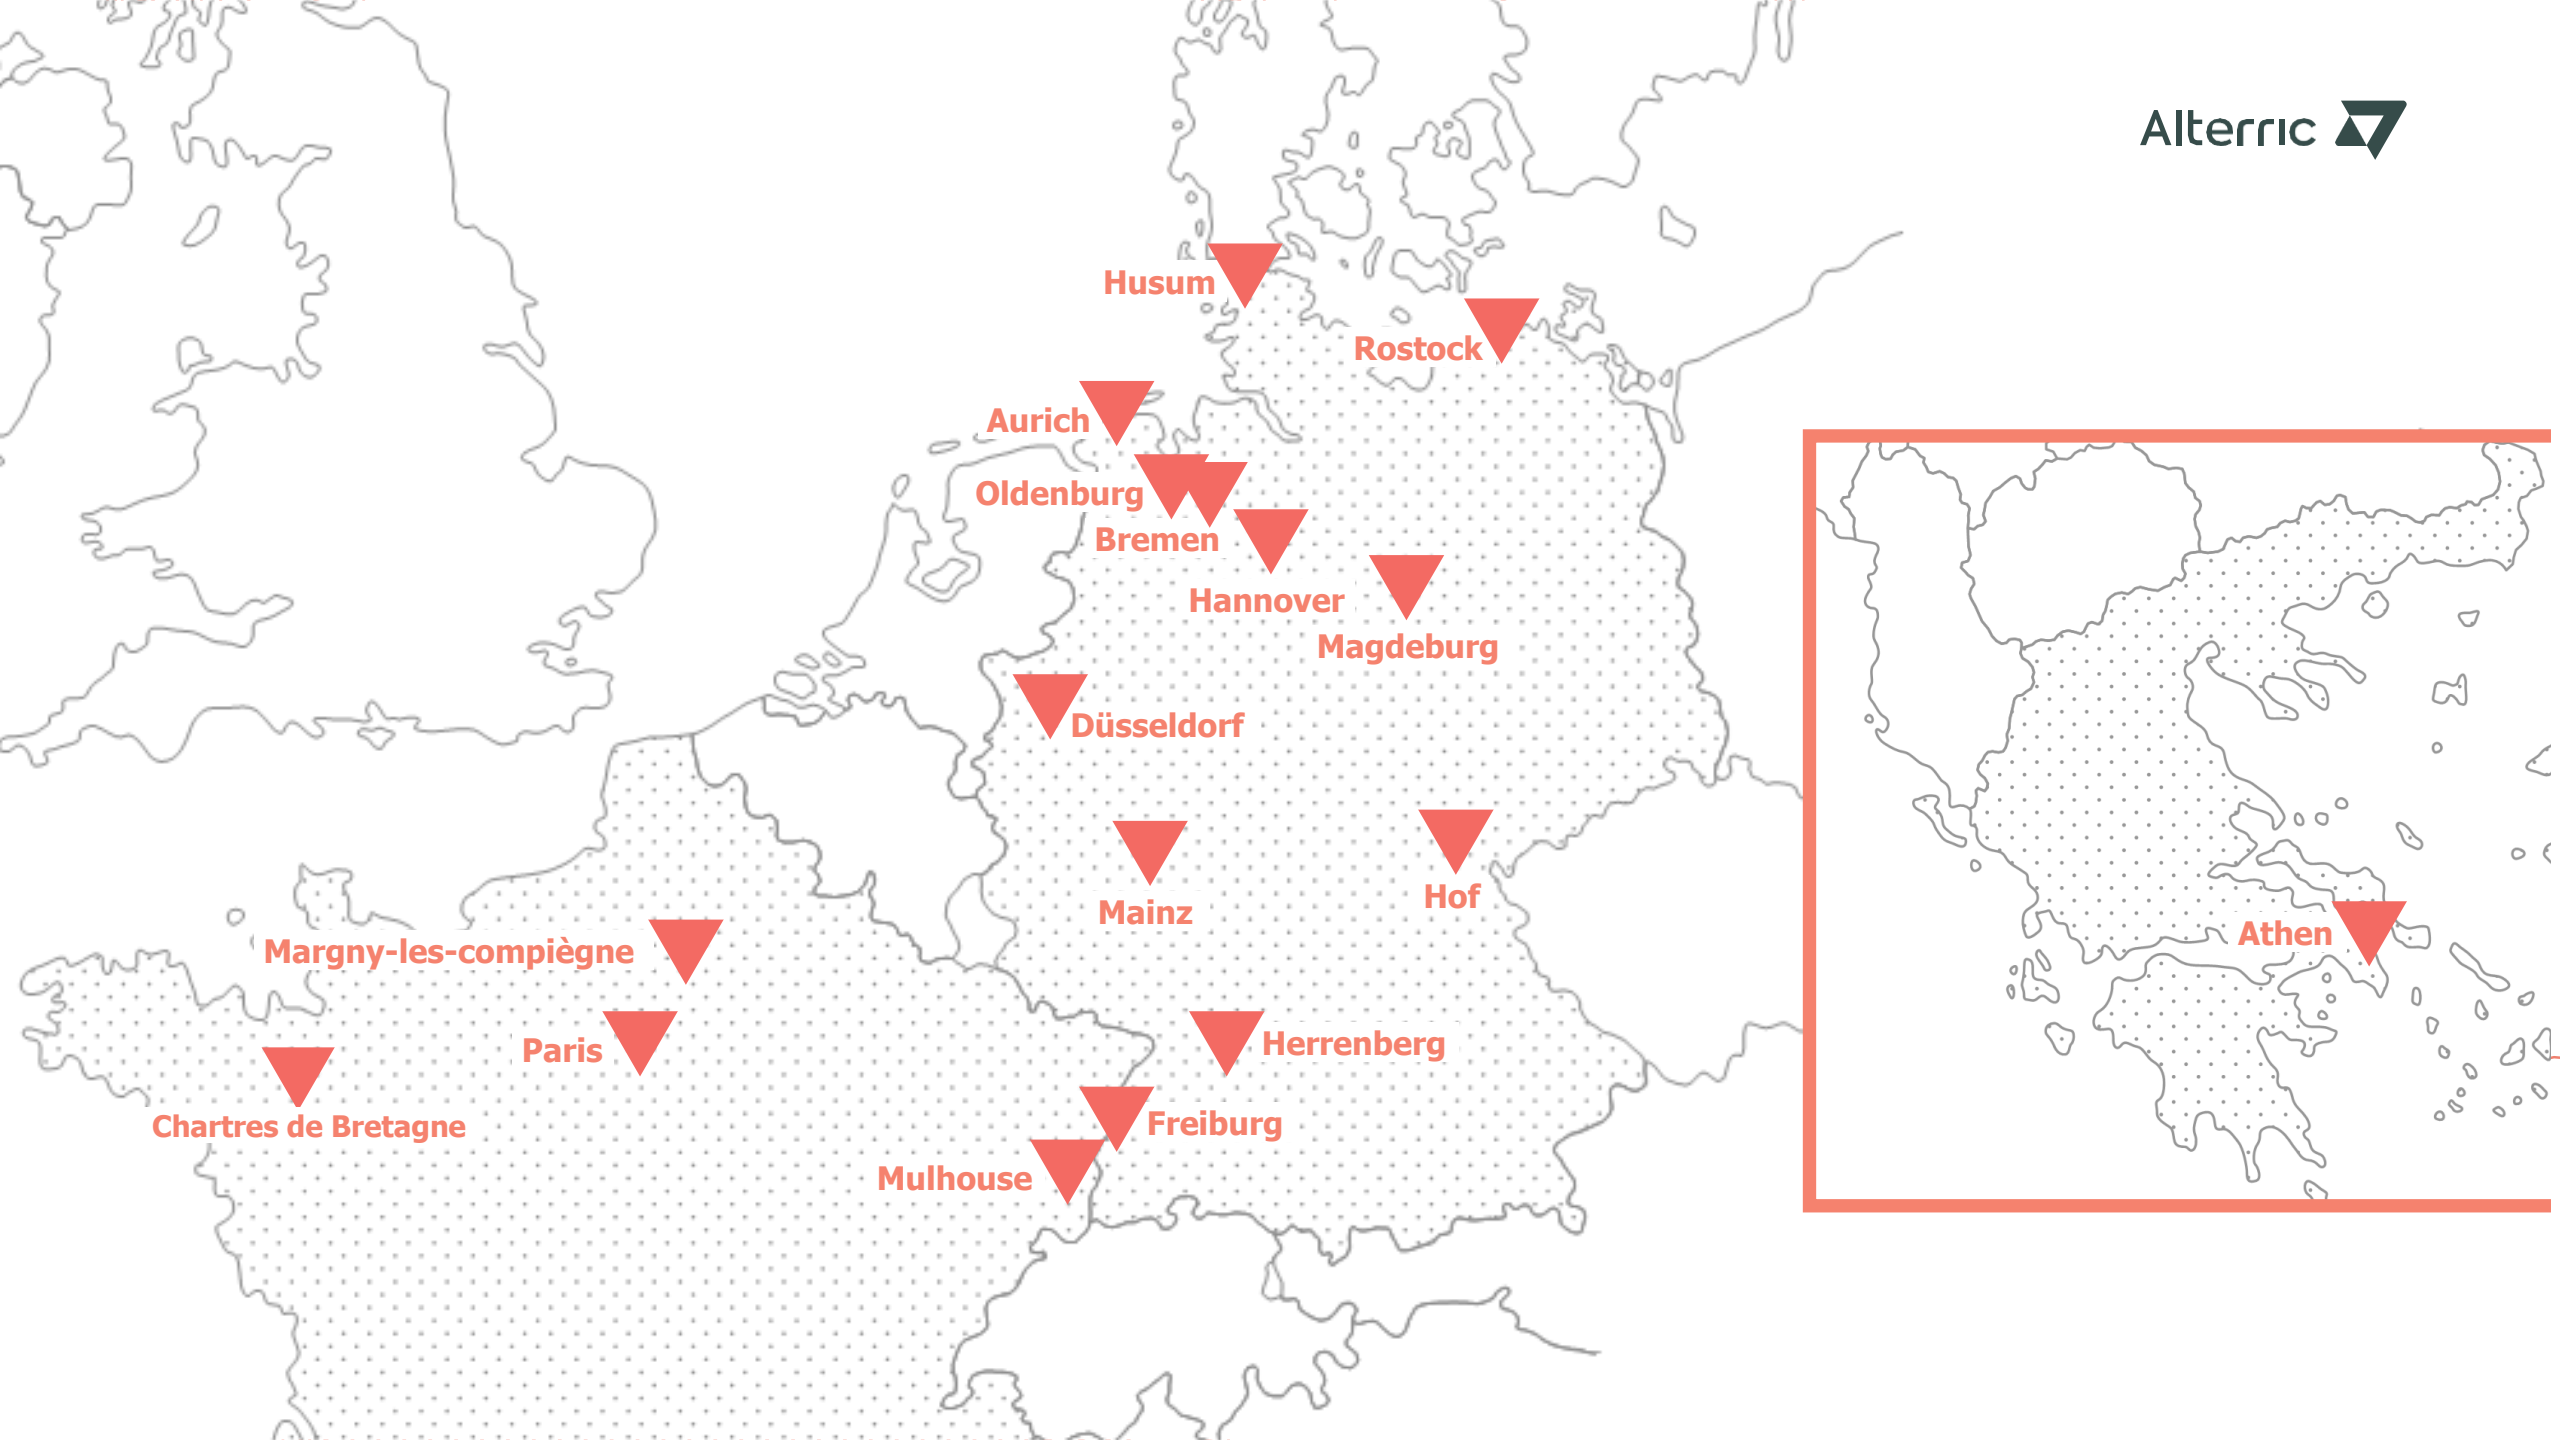 Alterric
Husum
Rostock
Aurich
Oldenburg
Bremen
Hannover
Magdeburg
Düsseldorf
Mainz
Hof
Margny-les-compiègne
Athen
Paris
Herrenberg
Chartres de Bretagne
Freiburg
Mulhouse